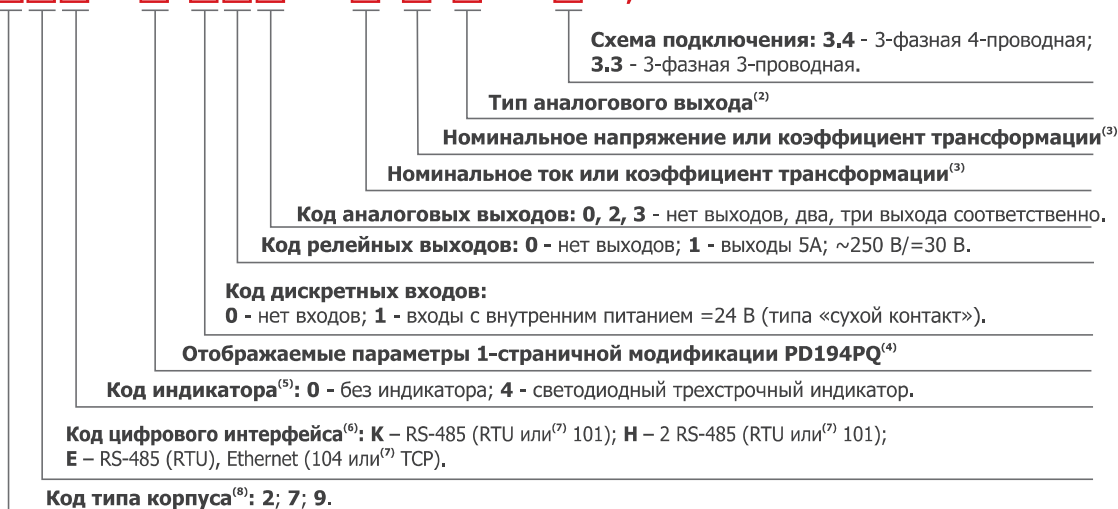 Схема подключения: 3.4 - 3-фазная 4-проводная;
3.3 - 3-фазная 3-проводная.
Тип аналогового выхода(2)
Номинальное напряжение или коэффициент трансформации(3)
Номинальное ток или коэффициент трансформации(3)
Код аналоговых выходов: 0, 2, 3 - нет выходов, два, три выхода соответственно.
Код релейных выходов: 0 - нет выходов; 1 - выходы 5А; ~250 В/=30 В.
Код дискретных входов:
0 - нет входов; 1 - входы с внутренним питанием =24 В (типа «сухой контакт»).
Отображаемые параметры 1-страничной модификации PD194PQ(4)
Код индикатора(5): 0 - без индикатора; 4 - светодиодный трехстрочный индикатор.
Код цифрового интерфейса(6): K – RS-485 (RTU или(7) 101); H – 2 RS-485 (RTU или(7) 101);
E – RS-485 (RTU), Ethernet (104 или(7) TCP).
Код типа корпуса(8): 2; 7; 9.